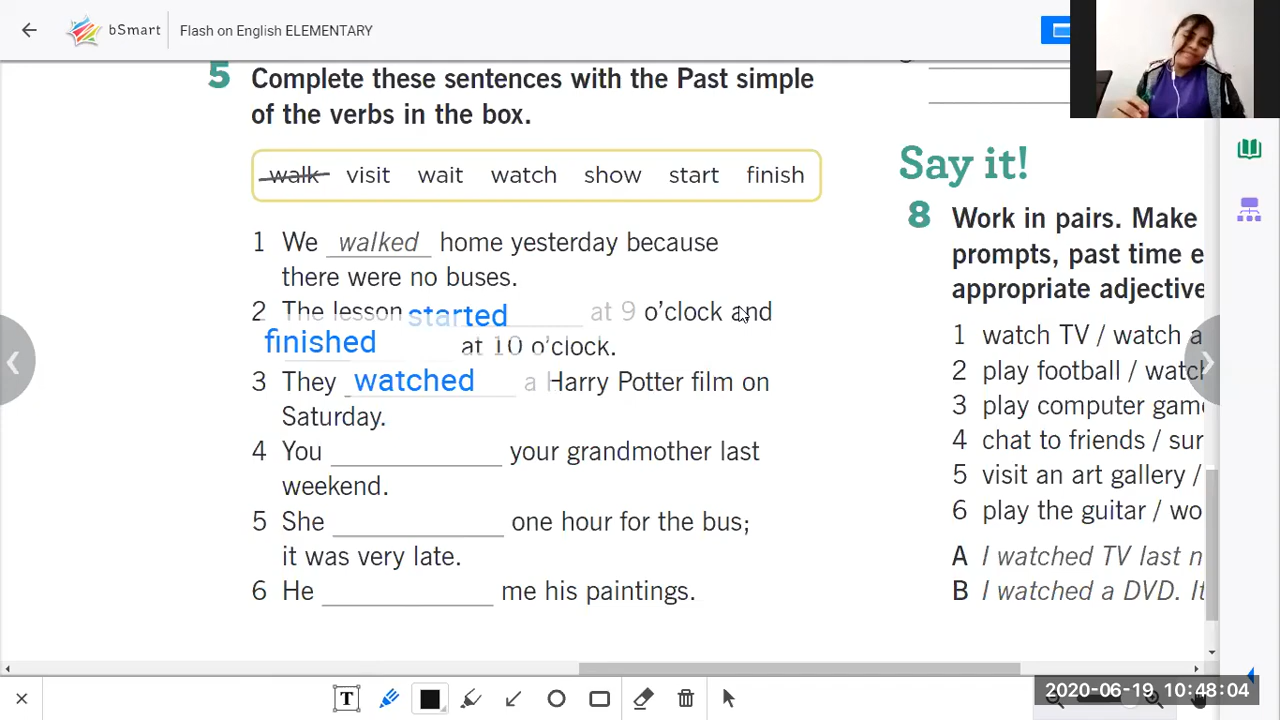 bSmart
Flash on English ELEMENTARY
5 Complete these sentences with the Past simple
of the verbs in the box.
walk visit wait watch show start finish
1 We walked home yesterday because
there were no buses.
2 The lesson started at 9 o'clock and
finished at 10 o'clock.
3 They watched a Harry Potter film on
Saturday.
4 You ____________ your grandmother last
weekend.
5 She ____________ one hour for the bus;
it was very late.
6 He ____________ me his paintings.
Say it!
8 Work in pairs. Make
prompts, past time e
appropriate adjective
1 watch TV / watch a
2 play football / watc
3 play computer gam
4 chat to friends / sur
5 visit an art gallery /
6 play the guitar / wo
A I watched TV last n
B I watched a DVD. It
T
2020-06-19, 10:48:04